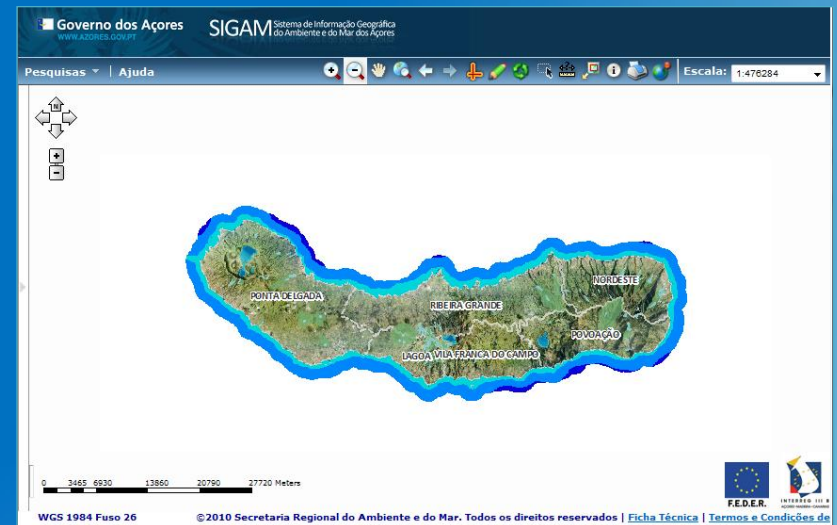 Governo dos Açores
WWW.AZORES.GOV.PT
SIGAM Sistema de Informação Geográfica
do Ambiente e do Mar dos Açores
Pesquisas | Ajuda
Escala: 1:476284
N
+
-
NORDESTE
PONTA DELGADA
RIBEIRA GRANDE
POVOAÇÃO
LAGOA VILA FRANCA DO CAMPO
0 3465 6930 13860 20790 27720 Meters
F.E.D.E.R.
INTERREG III B
WGS 1984 Fuso 26 ©2010 Secretaria Regional do Ambiente e do Mar. Todos os direitos reservados | Ficha Técnica | Termos e Condições de